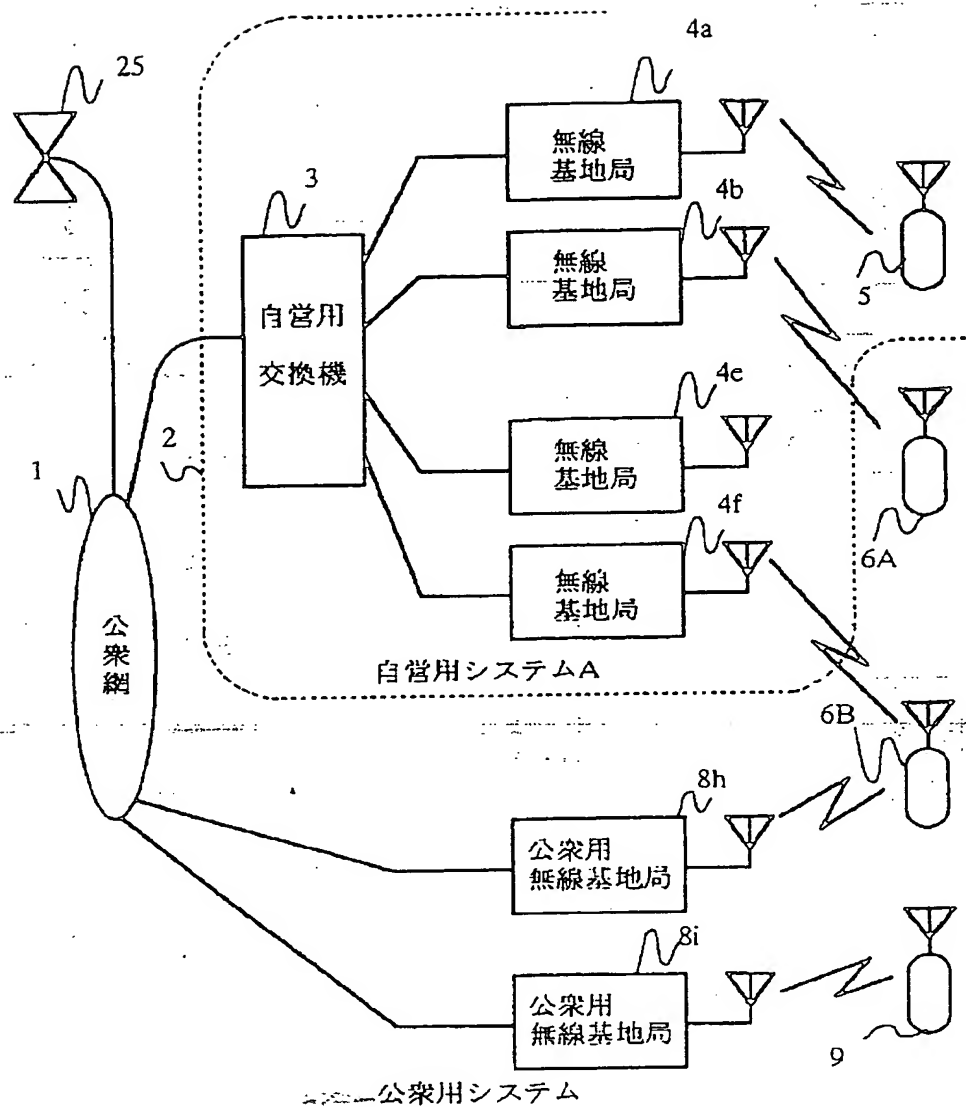 4a
25
無線
基地局
3
4b
無線
基地局
5
自営用
交換機
4e
無線
基地局
2
1
4f
6A
無線
基地局
公衆網
自営用システムA
6B
8h
公衆用
無線基地局
8i
公衆用
無線基地局
9
公衆用システム